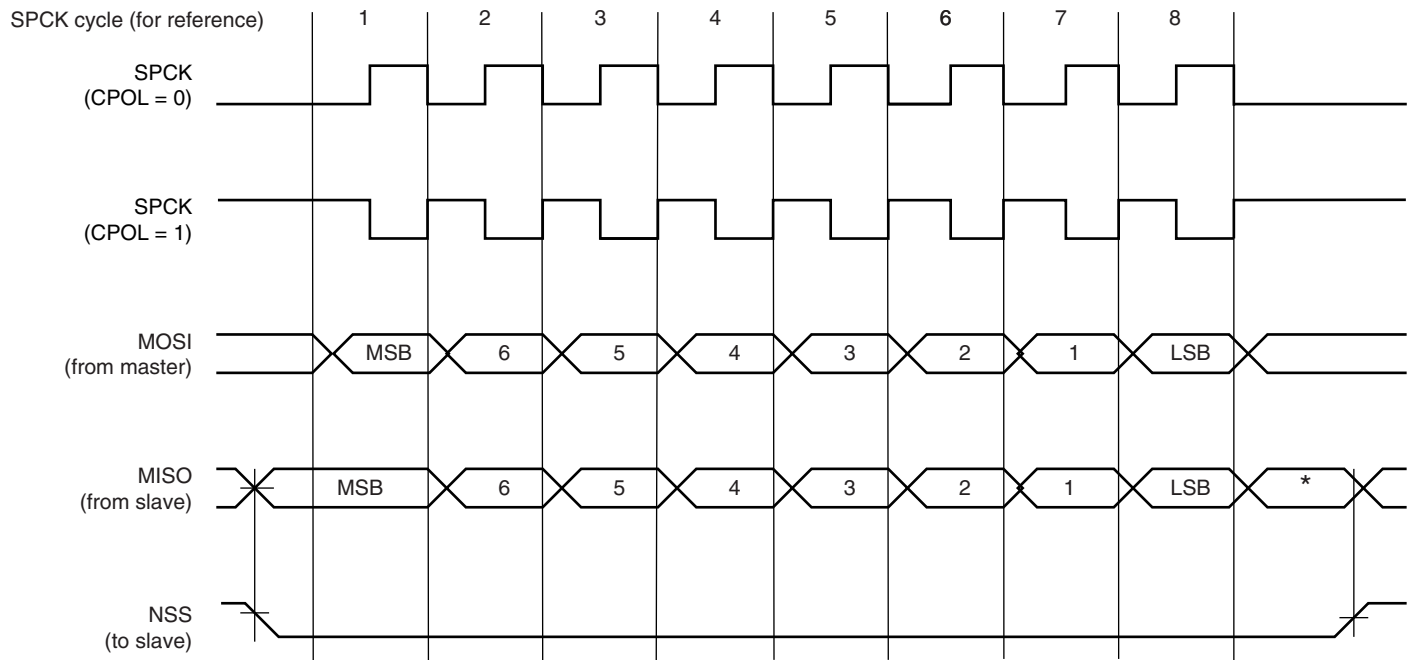 SPCK cycle (for reference) 1 2 3 4 5 6 7 8
SPCK
(CPOL = 0)
SPCK
(CPOL = 1)
MOSI
(from master)
MSB 6 5 4 3 2 1 LSB
MISO
(from slave)
MSB 6 5 4 3 2 1 LSB *
NSS
(to slave)